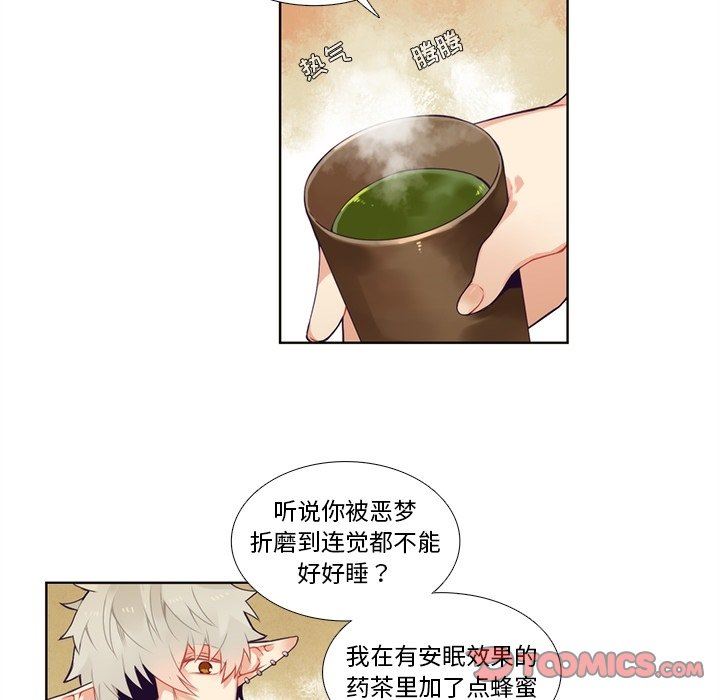 热气
腾腾
听说你被恶梦
折磨到连觉都不能
好好睡？
我在有安眠效果的
药茶里加了点蜂蜜
TOOMICS.COM